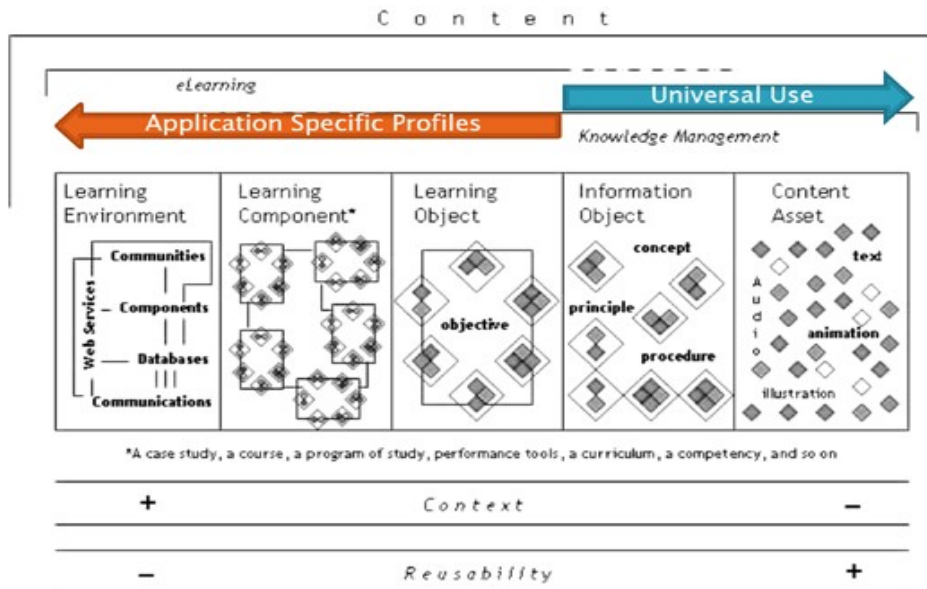 Content
eLearning
Universal Use
Application Specific Profiles
Knowledge Management
Learning
Environment
Web Services
Communities
Components
Databases
Communications
Learning
Component*
Learning
Object
objective
Information
Object
concept
principle
procedure
Content
Asset
text
Audio
animation
illustration
*A case study, a course, a program of study, performance tools, a curriculum, a competency, and so on
+ Context –
– Reusability +